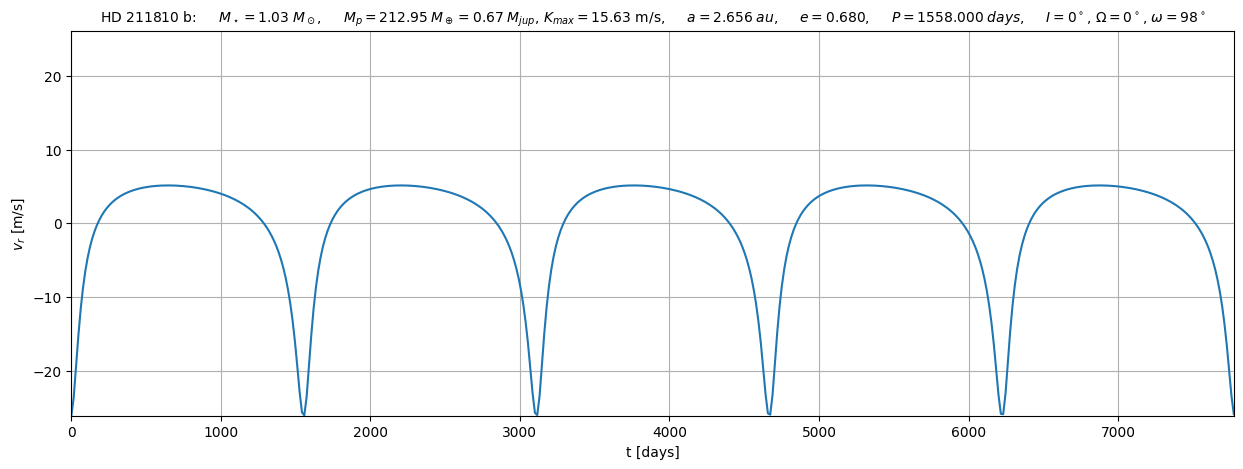 HD 211810 b: M⋆ = 1.03 M⊙, Mp = 212.95 M⊕ = 0.67 Mjup, Kmax = 15.63 m/s, a = 2.656 au, e = 0.680, P = 1558.000 days, I = 0°, Ω = 0°, ω = 98°
20
10
0
−10
−20
vr [m/s]
0 1000 2000 3000 4000 5000 6000 7000
t [days]